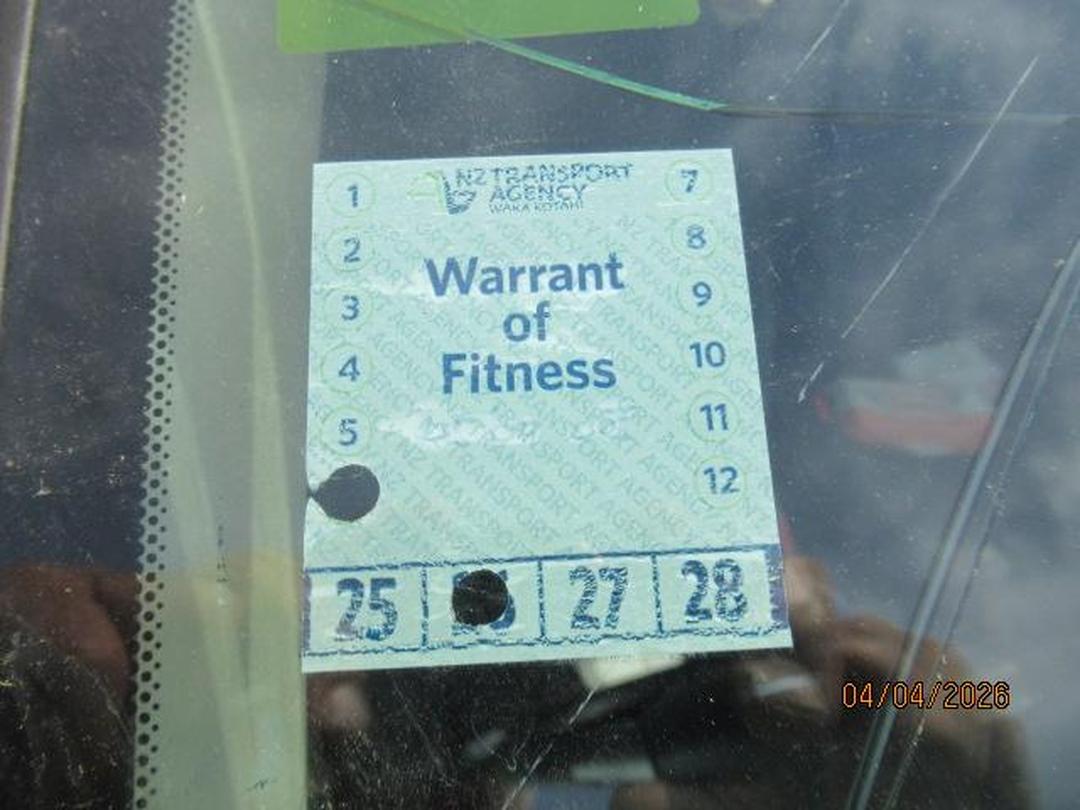 NZ TRANSPORT
AGENCY
WAKA KOTAHI
1
2
3
4
5
7
8
9
10
11
12
Warrant
of
Fitness
25
27
28
04/04/2026